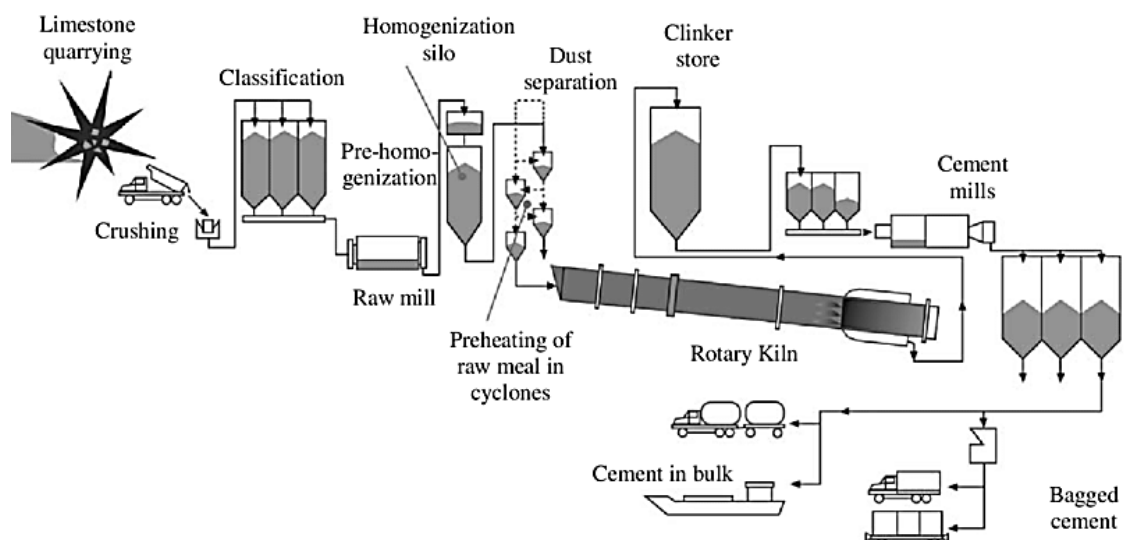 Limestone
quarrying
Homogenization
silo
Clinker
store
Classification
Dust
separation
Pre-homo-
genization
Cement
mills
Crushing
Raw mill
Preheating of
raw meal in
cyclones
Rotary Kiln
Cement in bulk
Bagged
cement